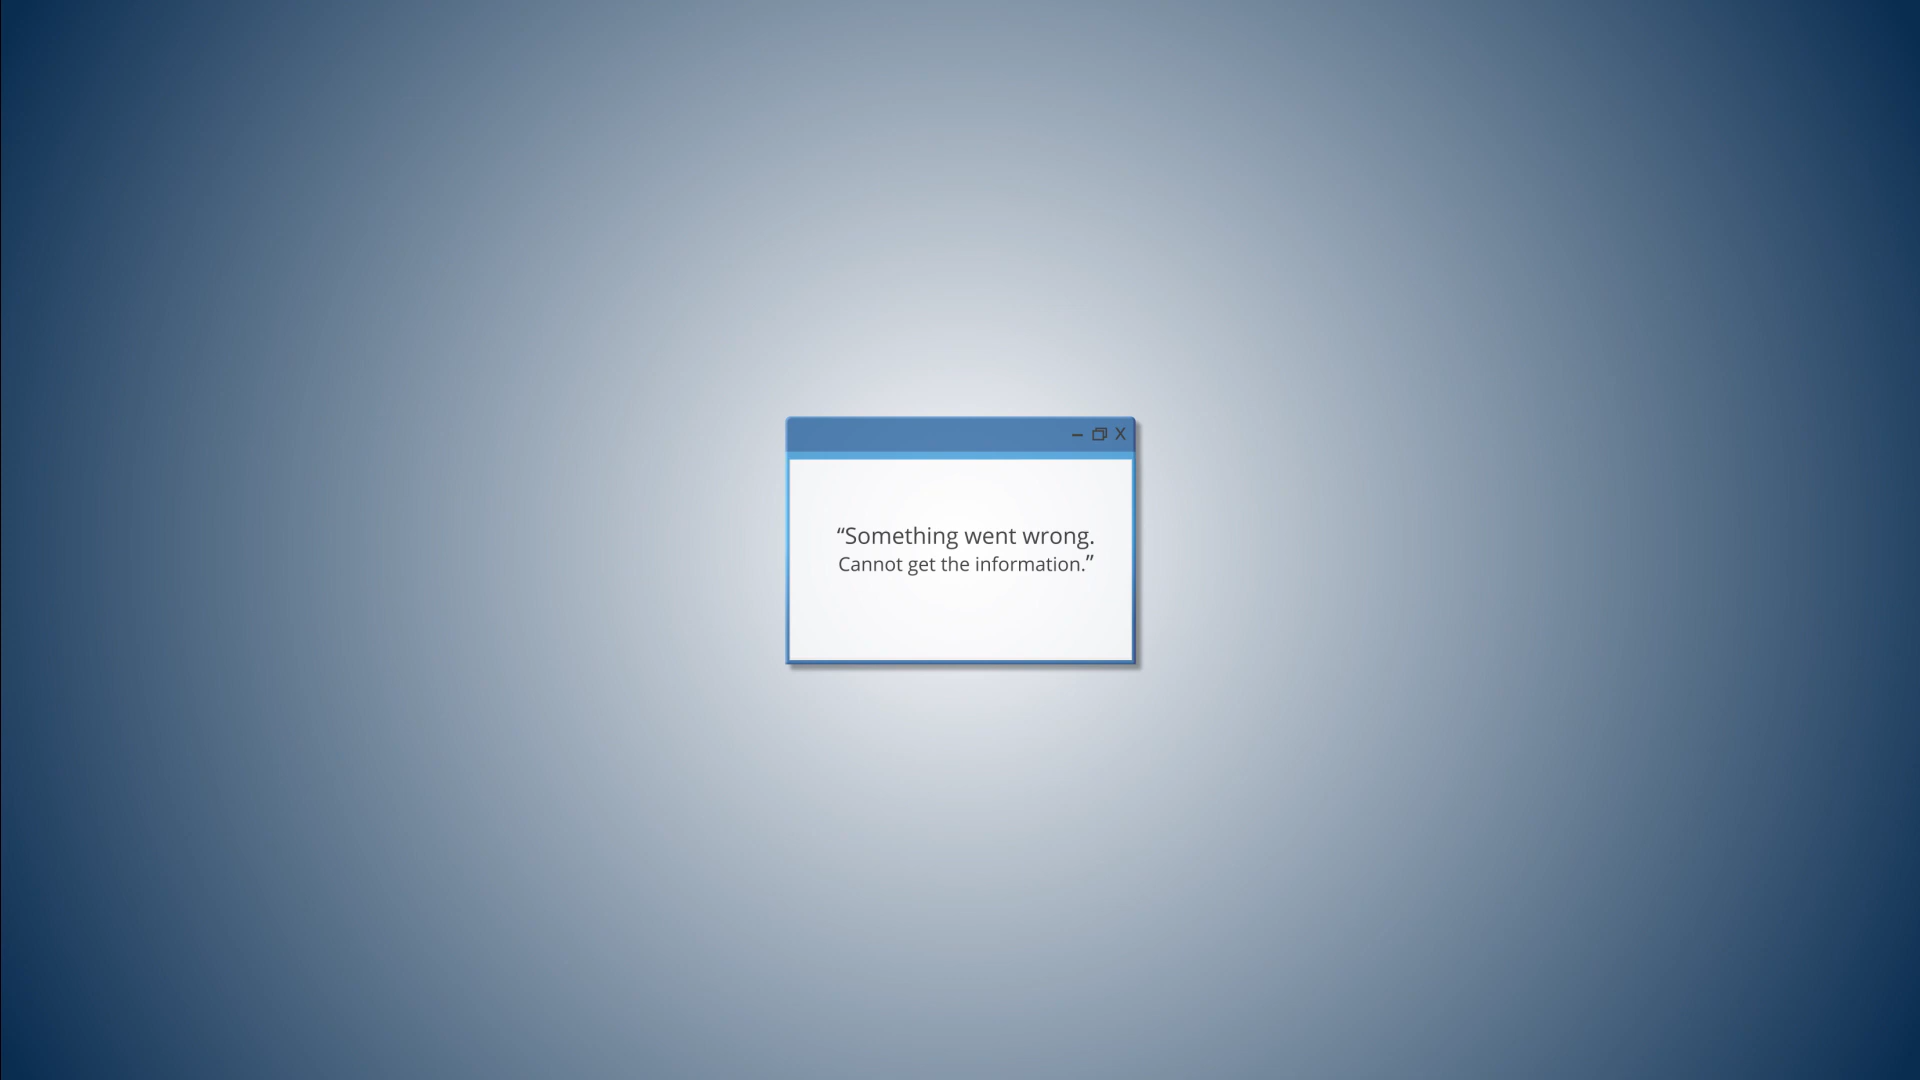 “Something went wrong.
Cannot get the information.”